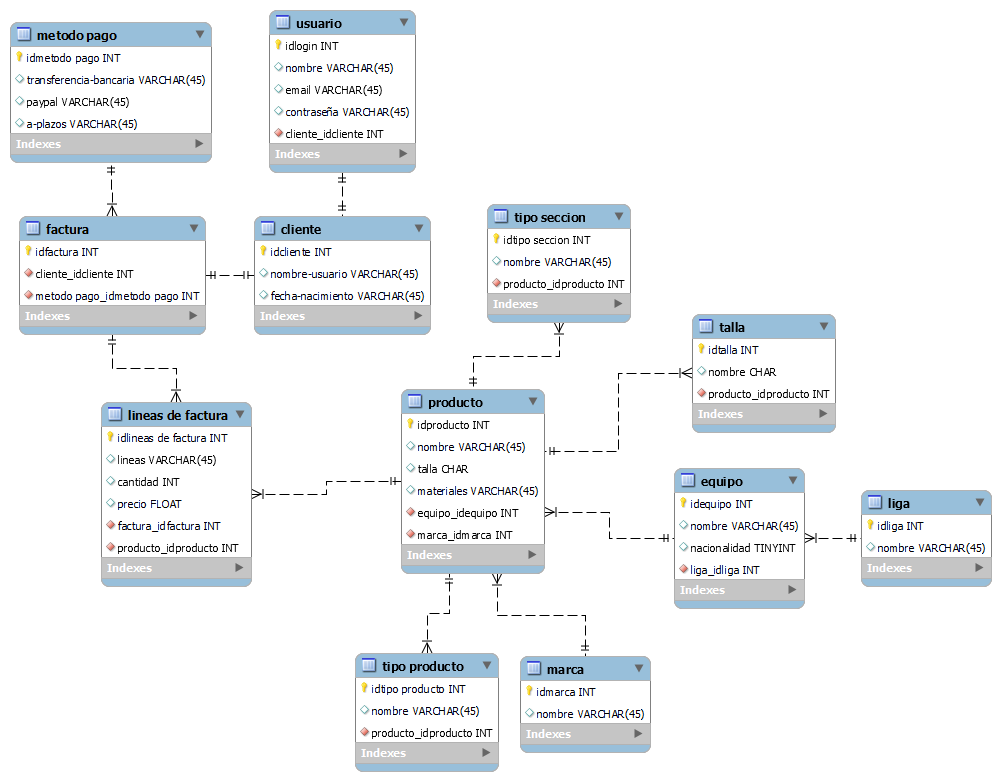 metodo pago
idmetodo pago INT
transferencia-bancaria VARCHAR(45)
paypal VARCHAR(45)
a-plazos VARCHAR(45)
Indexes
usuario
idlogin INT
nombre VARCHAR(45)
email VARCHAR(45)
contraseña VARCHAR(45)
cliente_idcliente INT
Indexes
factura
idfactura INT
cliente_idcliente INT
metodo pago_idmetodo pago INT
Indexes
cliente
idcliente INT
nombre-usuario VARCHAR(45)
fecha-nacimiento VARCHAR(45)
Indexes
tipo seccion
idtipo seccion INT
nombre VARCHAR(45)
producto_idproducto INT
Indexes
talla
idtalla INT
nombre CHAR
producto_idproducto INT
Indexes
lineas de factura
idlineas de factura INT
lineas VARCHAR(45)
cantidad INT
precio FLOAT
factura_idfactura INT
producto_idproducto INT
Indexes
producto
idproducto INT
nombre VARCHAR(45)
talla CHAR
materiales VARCHAR(45)
equipo_idequipo INT
marca_idmarca INT
Indexes
equipo
idequipo INT
nombre VARCHAR(45)
nacionalidad TINYINT
liga_idliga INT
Indexes
liga
idliga INT
nombre VARCHAR(45)
Indexes
tipo producto
idtipo producto INT
nombre VARCHAR(45)
producto_idproducto INT
Indexes
marca
idmarca INT
nombre VARCHAR(45)
Indexes